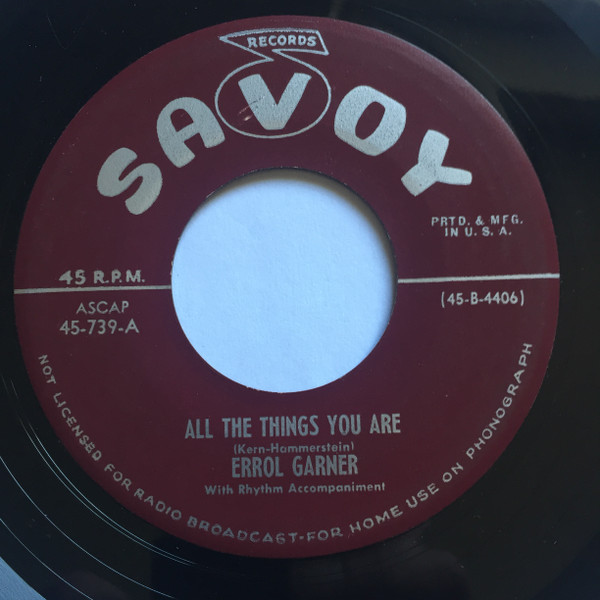 RECORDS
SAVOY
PRTD. & MFG.
IN U. S. A.
45 R.P.M.
ASCAP
45-739-A
(45-B-4406)
ALL THE THINGS YOU ARE
(Kern-Hammerstein)
ERROL GARNER
With Rhythm Accompaniment
NOT LICENSED FOR RADIO BROADCAST·FOR HOME USE ON PHONOGRAPH